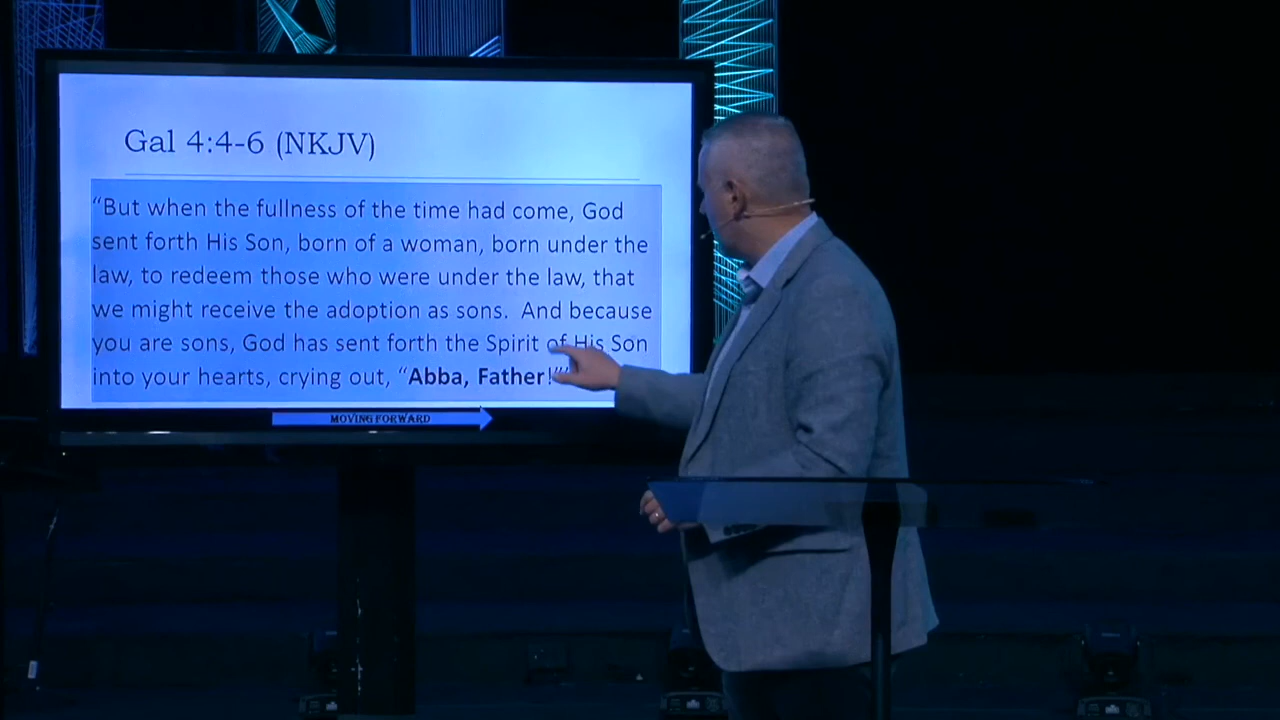 Gal 4:4-6 (NKJV)
“But when the fullness of the time had come, God
sent forth His Son, born of a woman, born under the
law, to redeem those who were under the law, that
we might receive the adoption as sons.  And because
you are sons, God has sent forth the Spirit of His Son
into your hearts, crying out, “Abba, Father!”’
MOVING FORWARD